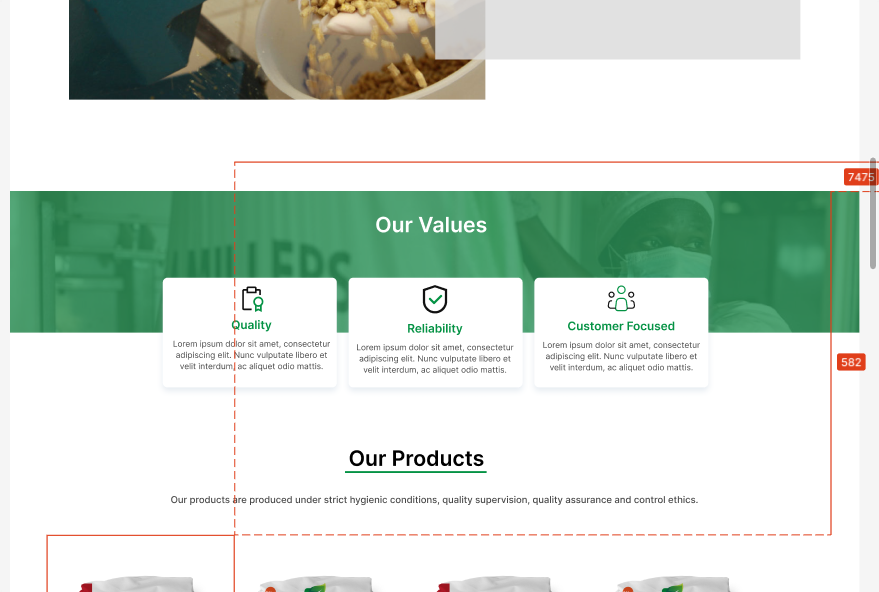 7475
Our Values
MILLERS
Quality
Lorem ipsum dolor sit amet, consectetur
adipiscing elit. Nunc vulputate libero et
velit interdum, ac aliquet odio mattis.
Reliability
Lorem ipsum dolor sit amet, consectetur
adipiscing elit. Nunc vulputate libero et
velit interdum, ac aliquet odio mattis.
Customer Focused
Lorem ipsum dolor sit amet, consectetur
adipiscing elit. Nunc vulputate libero et
velit interdum, ac aliquet odio mattis.
582
Our Products
Our products are produced under strict hygienic conditions, quality supervision, quality assurance and control ethics.